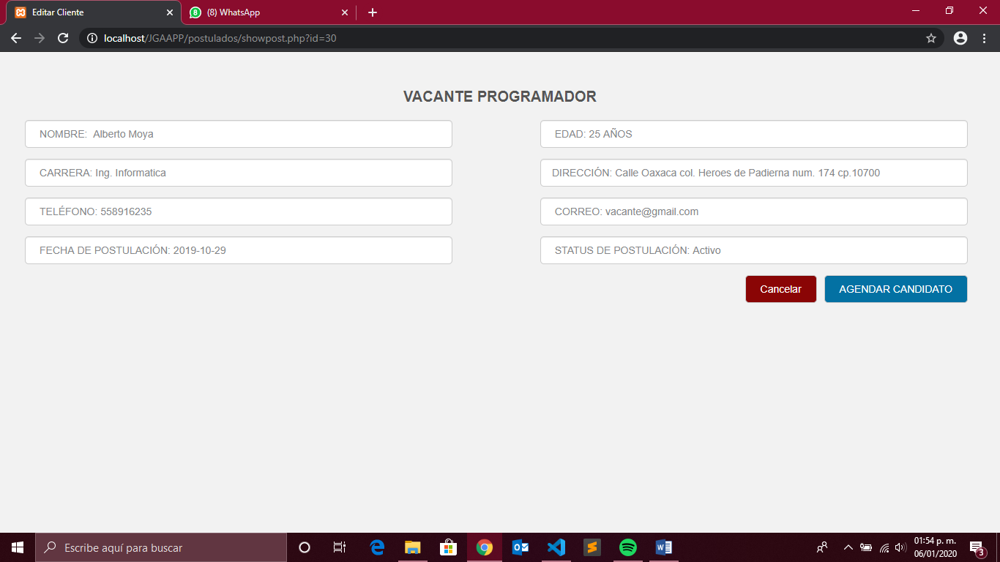 Editar Cliente
8
(8) WhatsApp
localhost/JGAAPP/postulados/showpost.php?id=30
VACANTE PROGRAMADOR
NOMBRE:  Alberto Moya
EDAD: 25 AÑOS
CARRERA: Ing. Informatica
DIRECCIÓN: Calle Oaxaca col. Heroes de Padierna num. 174 cp.10700
TELÉFONO: 558916235
CORREO: vacante@gmail.com
FECHA DE POSTULACIÓN: 2019-10-29
STATUS DE POSTULACIÓN: Activo
Cancelar
AGENDAR CANDIDATO
Escribe aquí para buscar
01:54 p. m.
06/01/2020
3